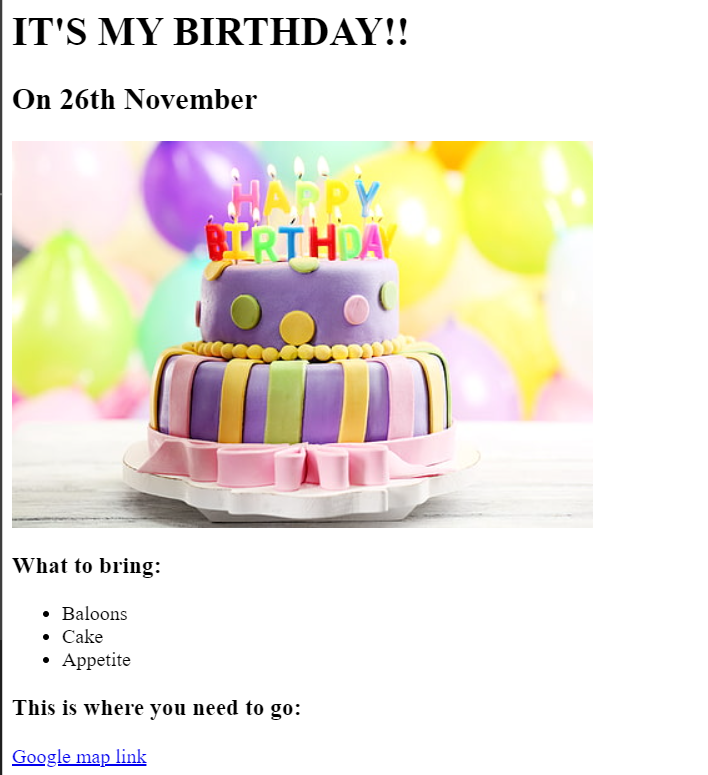 IT'S MY BIRTHDAY!!
On 26th November
HAPPY
BIRTHDAY
What to bring:
Baloons
Cake
Appetite
This is where you need to go:
Google map link